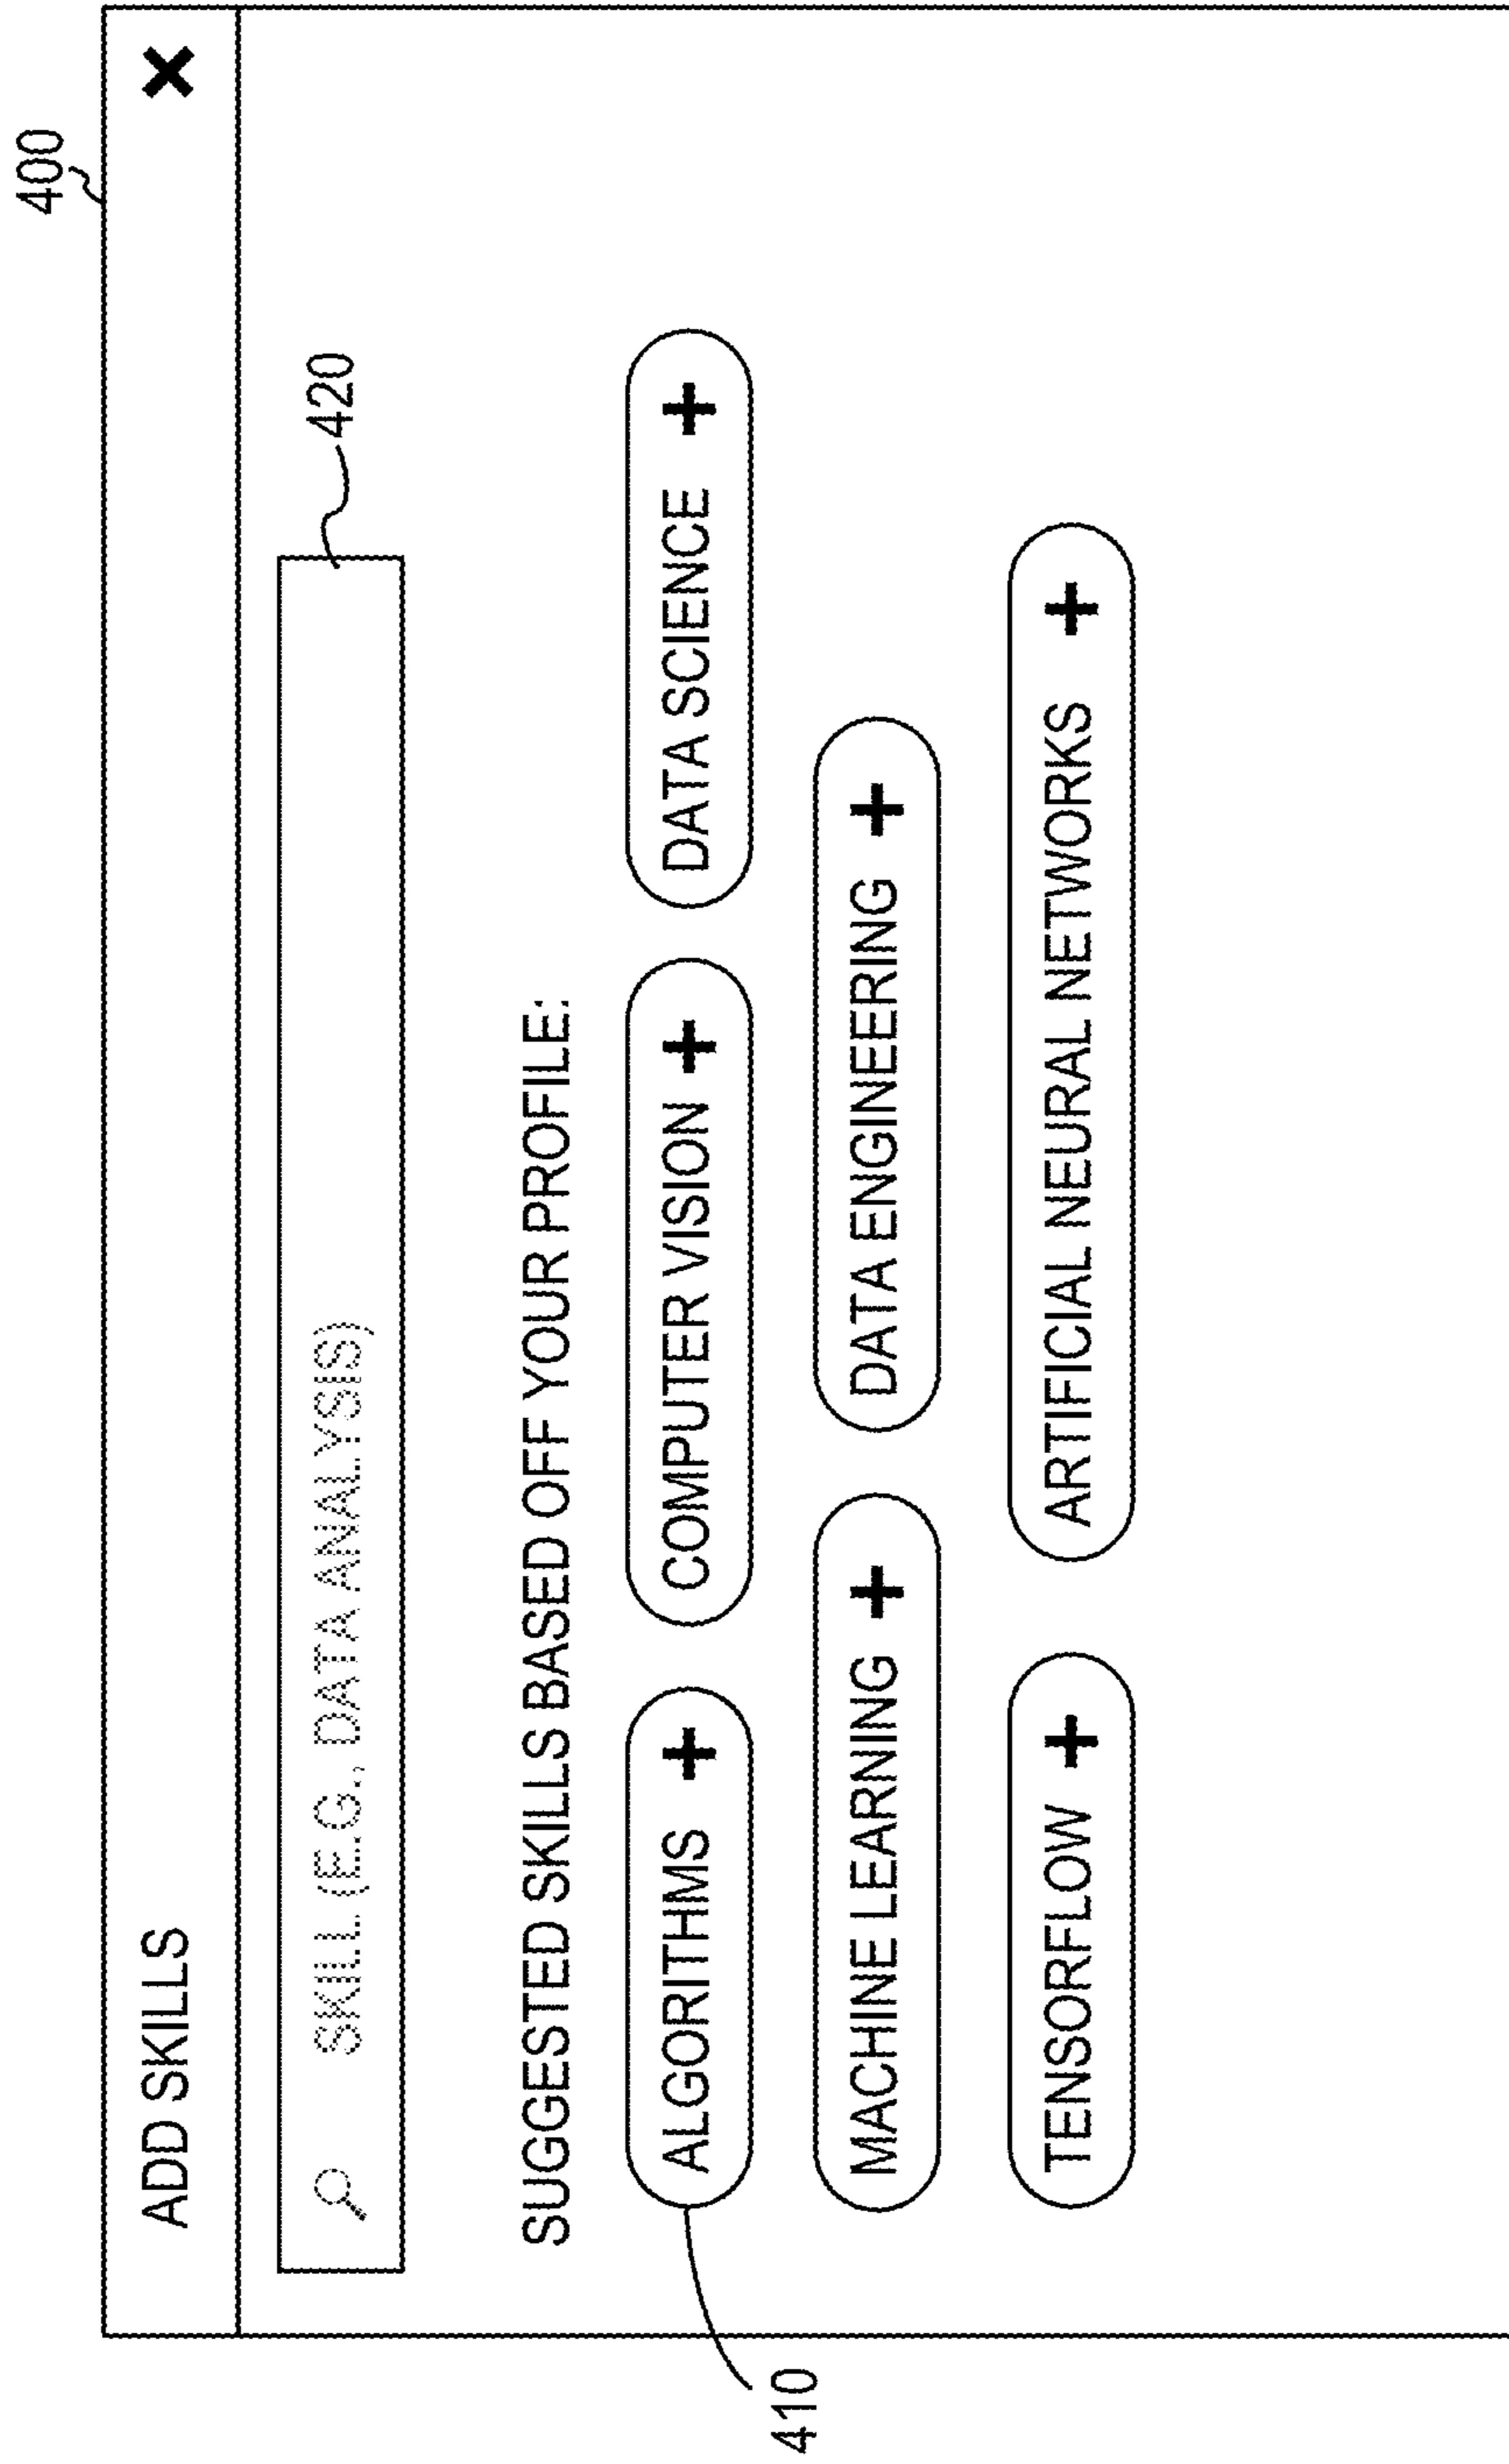 400
ADD SKILLS ×
SKILL (E.G., DATA ANALYSIS)
420
SUGGESTED SKILLS BASED OFF YOUR PROFILE:
ALGORITHMS + COMPUTER VISION + DATA SCIENCE +
410
MACHINE LEARNING + DATA ENGINEERING +
TENSORFLOW + ARTIFICIAL NEURAL NETWORKS +